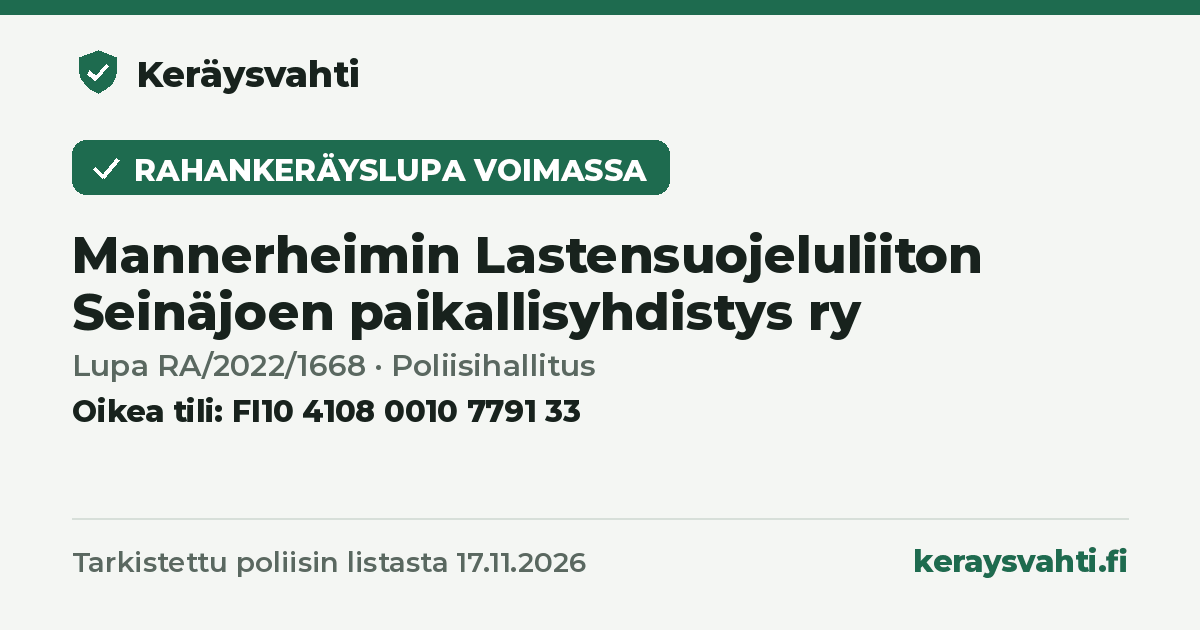 Keräysvahti
RAHANKERÄYSLUPA VOIMASSA
Mannerheimin Lastensuojeluliiton
Seinäjoen paikallisyhdistys ry
Lupa RA/2022/1668 · Poliisihallitus
Oikea tili: FI10 4108 0010 7791 33
Tarkistettu poliisin listasta 17.11.2026
keraysvahti.fi